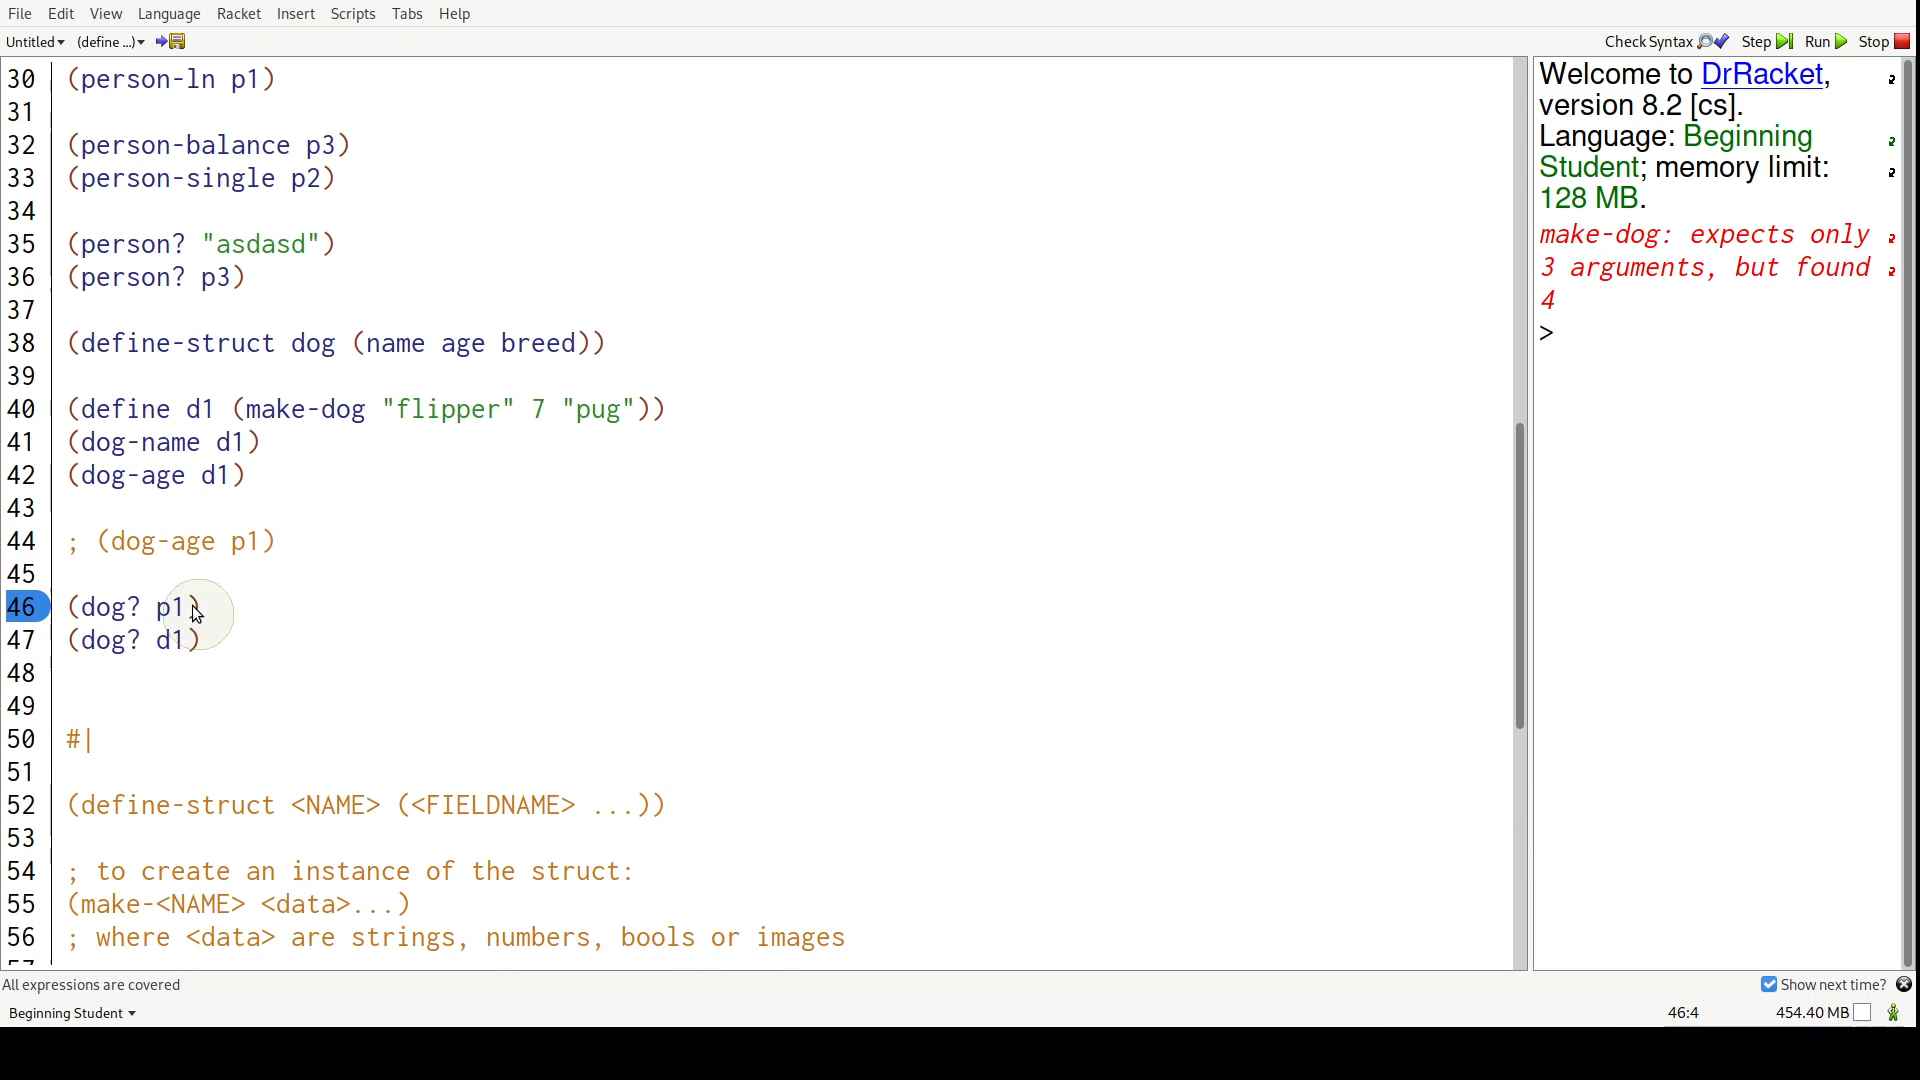 File Edit View Language Racket Insert Scripts Tabs Help
Untitled (define ...) Check Syntax Step Run Stop
30 (person-ln p1)
31
32 (person-balance p3)
33 (person-single p2)
34
35 (person? "asdasd")
36 (person? p3)
37
38 (define-struct dog (name age breed))
39
40 (define d1 (make-dog "flipper" 7 "pug"))
41 (dog-name d1)
42 (dog-age d1)
43
44 ; (dog-age p1)
45
46 (dog? p1)
47 (dog? d1)
48
49
50 #|
51
52 (define-struct <NAME> (<FIELDNAME> ...))
53
54 ; to create an instance of the struct:
55 (make-<NAME> <data>...)
56 ; where <data> are strings, numbers, bools or images
57
Welcome to DrRacket,
version 8.2 [cs].
Language: Beginning
Student; memory limit:
128 MB.
make-dog: expects only
3 arguments, but found
4
>
All expressions are covered Show next time?
Beginning Student 46:4 454.40 MB